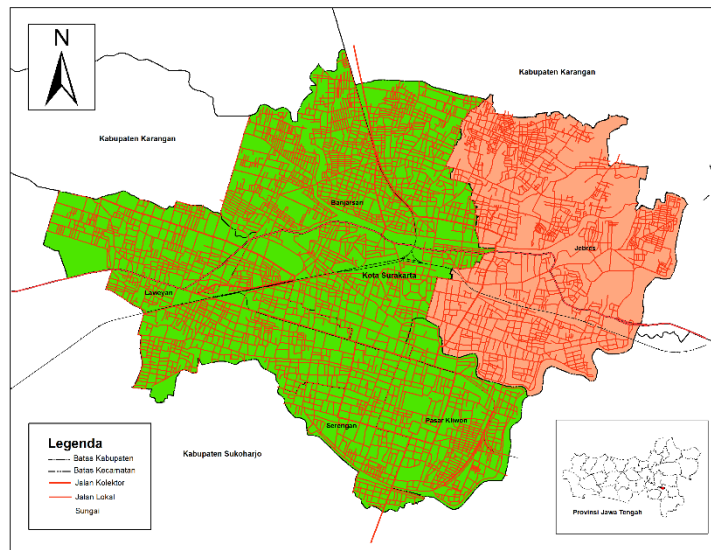 N
Kabupaten Karangan
Kabupaten Karangan
Banjarsan
Jebres
Kota Surakarta
Laweyan
Serengan
Pasar Kliwon
Kabupaten Sukoharjo
Legenda
Batas Kabupaten
Batas Kecamatan
Jalan Kolektor
Jalan Lokal
Sungai
Provinsi Jawa Tengah